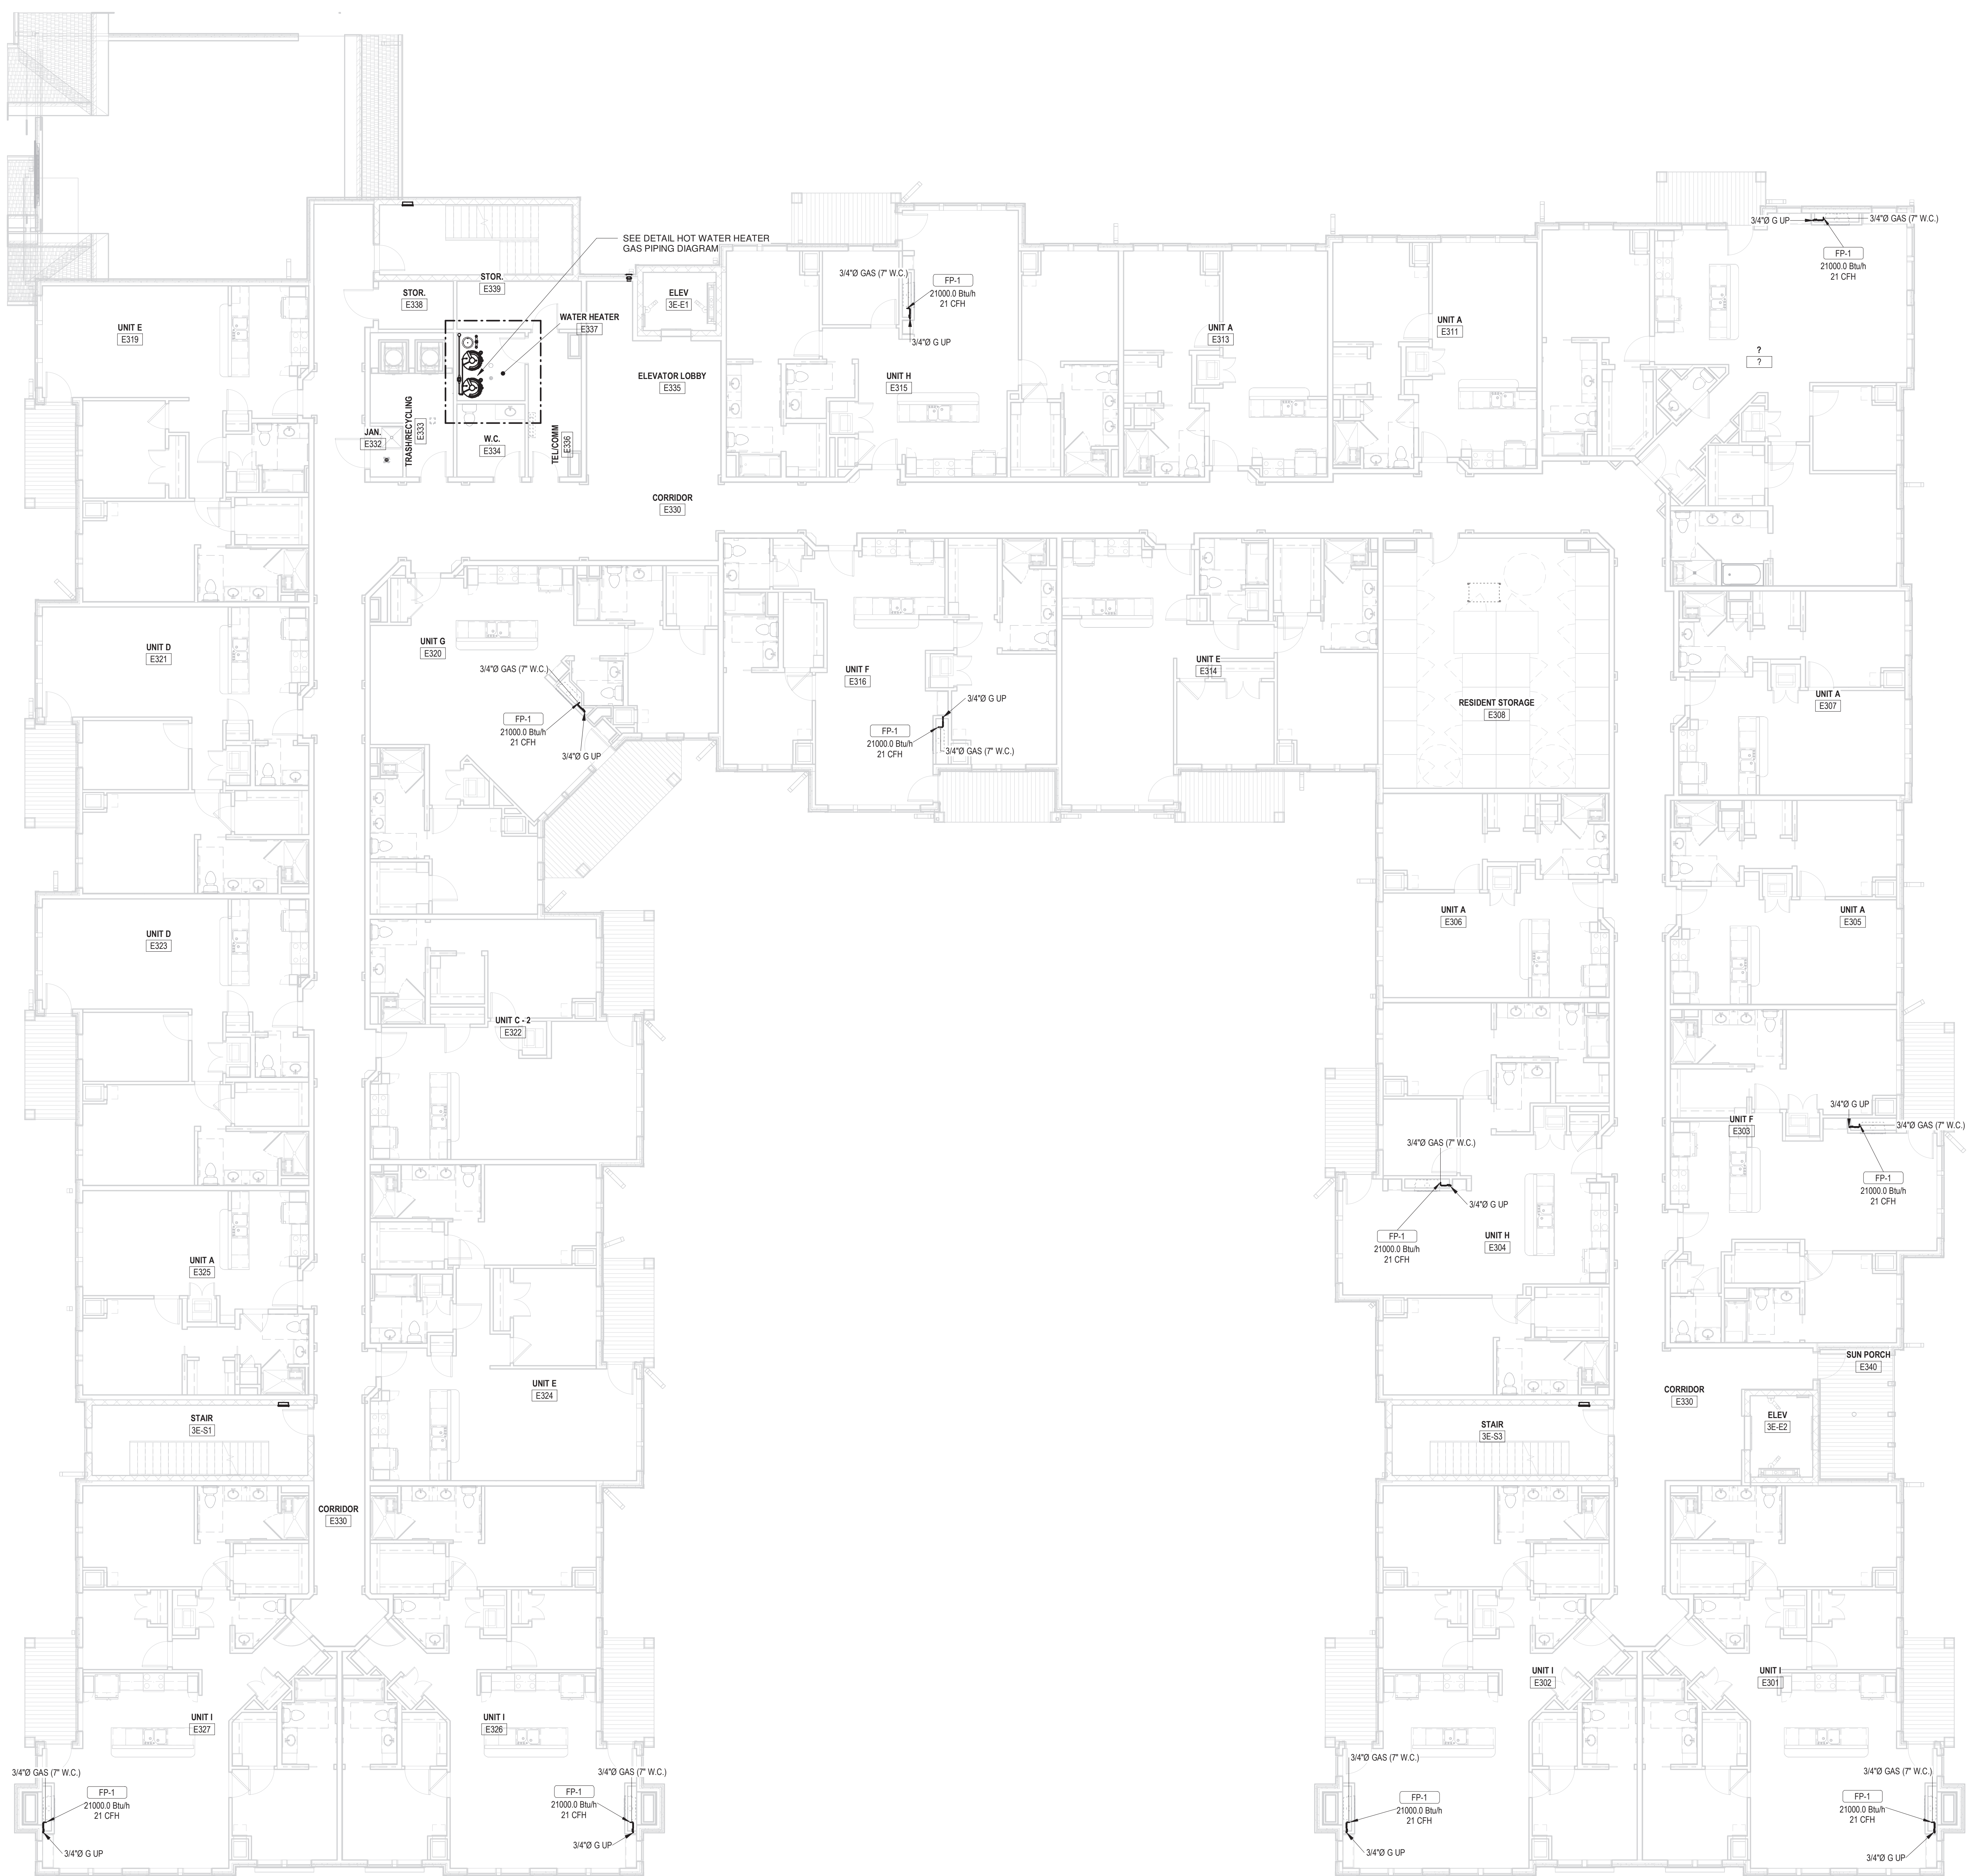 SEE DETAIL HOT WATER HEATER
GAS PIPING DIAGRAM
3/4"Ø G UP
3/4"Ø GAS (7" W.C.)
FP-1
21000.0 Btu/h
21 CFH
?
?
UNIT E
E319
STOR.
E338
STOR.
E339
WATER HEATER
E337
ELEV
3E-E1
3/4"Ø GAS (7" W.C.)
FP-1
21000.0 Btu/h
21 CFH
3/4"Ø G UP
UNIT H
E315
UNIT A
E313
UNIT A
E311
ELEVATOR LOBBY
E335
JAN.
E332
TRASH/RECYCLING
E333
W.C.
E334
TEL/COMM
E336
CORRIDOR
E330
UNIT D
E321
UNIT G
E320
3/4"Ø GAS (7" W.C.)
FP-1
21000.0 Btu/h
21 CFH
3/4"Ø G UP
UNIT F
E316
3/4"Ø G UP
FP-1
21000.0 Btu/h
21 CFH
3/4"Ø GAS (7" W.C.)
UNIT E
E314
RESIDENT STORAGE
E308
UNIT A
E307
UNIT D
E323
UNIT C - 2
E322
UNIT A
E306
UNIT A
E305
3/4"Ø G UP
3/4"Ø GAS (7" W.C.)
UNIT F
E303
FP-1
21000.0 Btu/h
21 CFH
3/4"Ø GAS (7" W.C.)
3/4"Ø G UP
FP-1
21000.0 Btu/h
21 CFH
UNIT H
E304
UNIT A
E325
UNIT E
E324
SUN PORCH
E340
CORRIDOR
E330
ELEV
3E-E2
STAIR
3E-S1
STAIR
3E-S3
CORRIDOR
E330
UNIT I
E327
UNIT I
E326
UNIT I
E302
UNIT I
E301
3/4"Ø GAS (7" W.C.)
FP-1
21000.0 Btu/h
21 CFH
3/4"Ø G UP
3/4"Ø GAS (7" W.C.)
FP-1
21000.0 Btu/h
21 CFH
3/4"Ø G UP
3/4"Ø GAS (7" W.C.)
FP-1
21000.0 Btu/h
21 CFH
3/4"Ø G UP
3/4"Ø GAS (7" W.C.)
FP-1
21000.0 Btu/h
21 CFH
3/4"Ø G UP